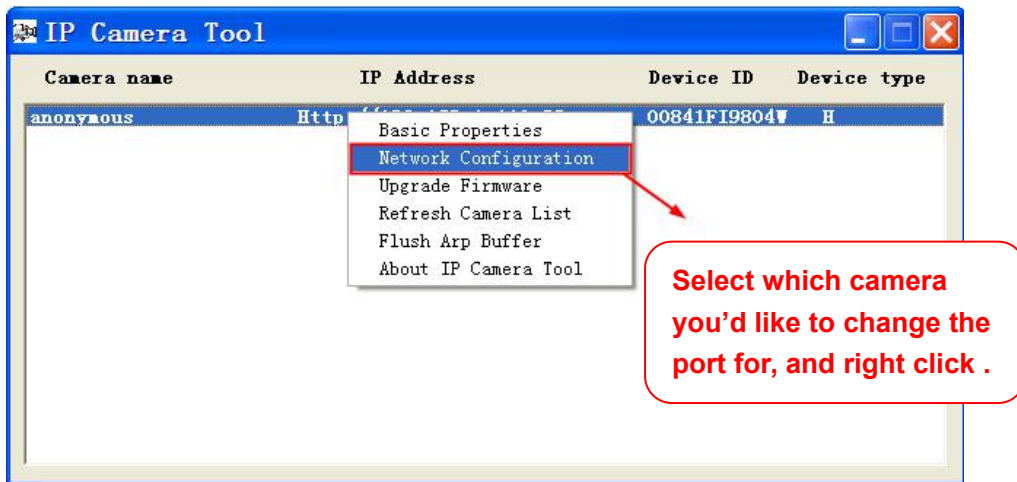 IP Camera Tool
Camera name IP Address Device ID Device type
anonymous Http 00841FI9804W H
Basic Properties
Network Configuration
Upgrade Firmware
Refresh Camera List
Flush Arp Buffer
About IP Camera Tool
Select which camera
you’d like to change the
port for, and right click .